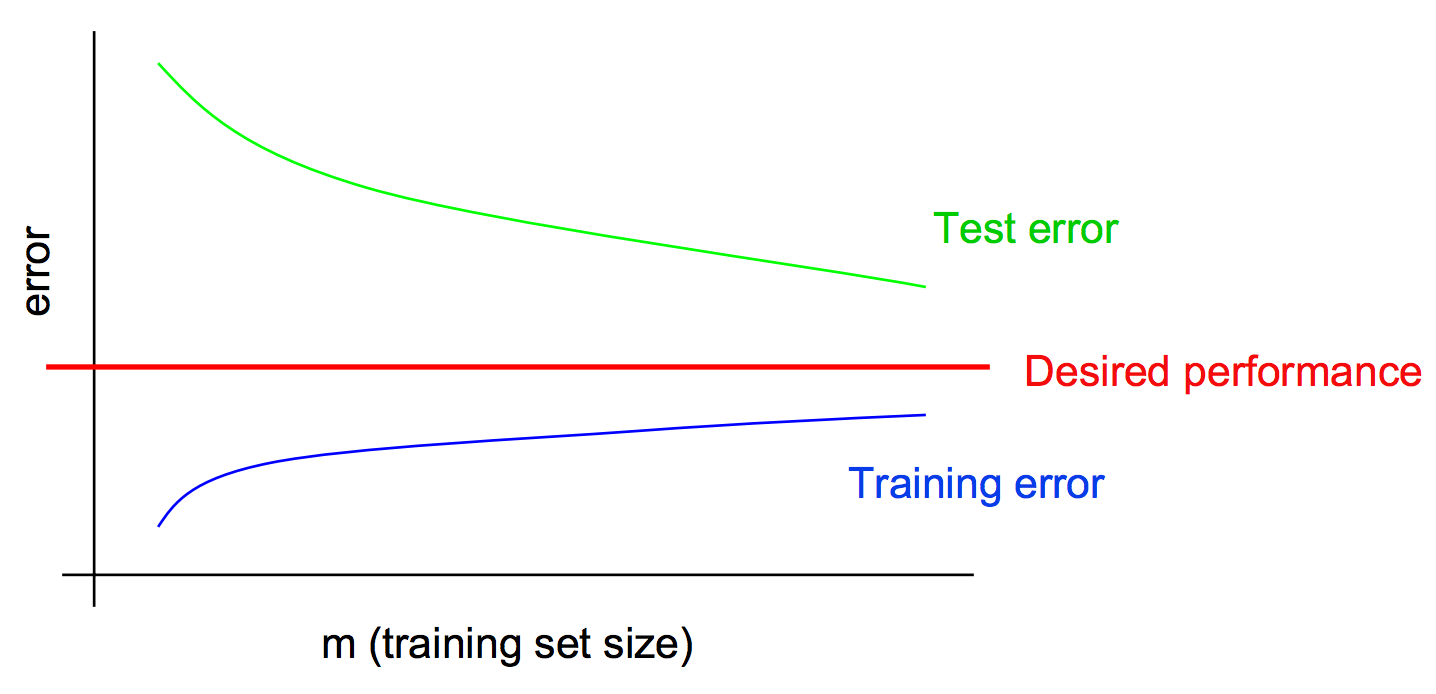 error
Test error
Desired performance
Training error
m (training set size)